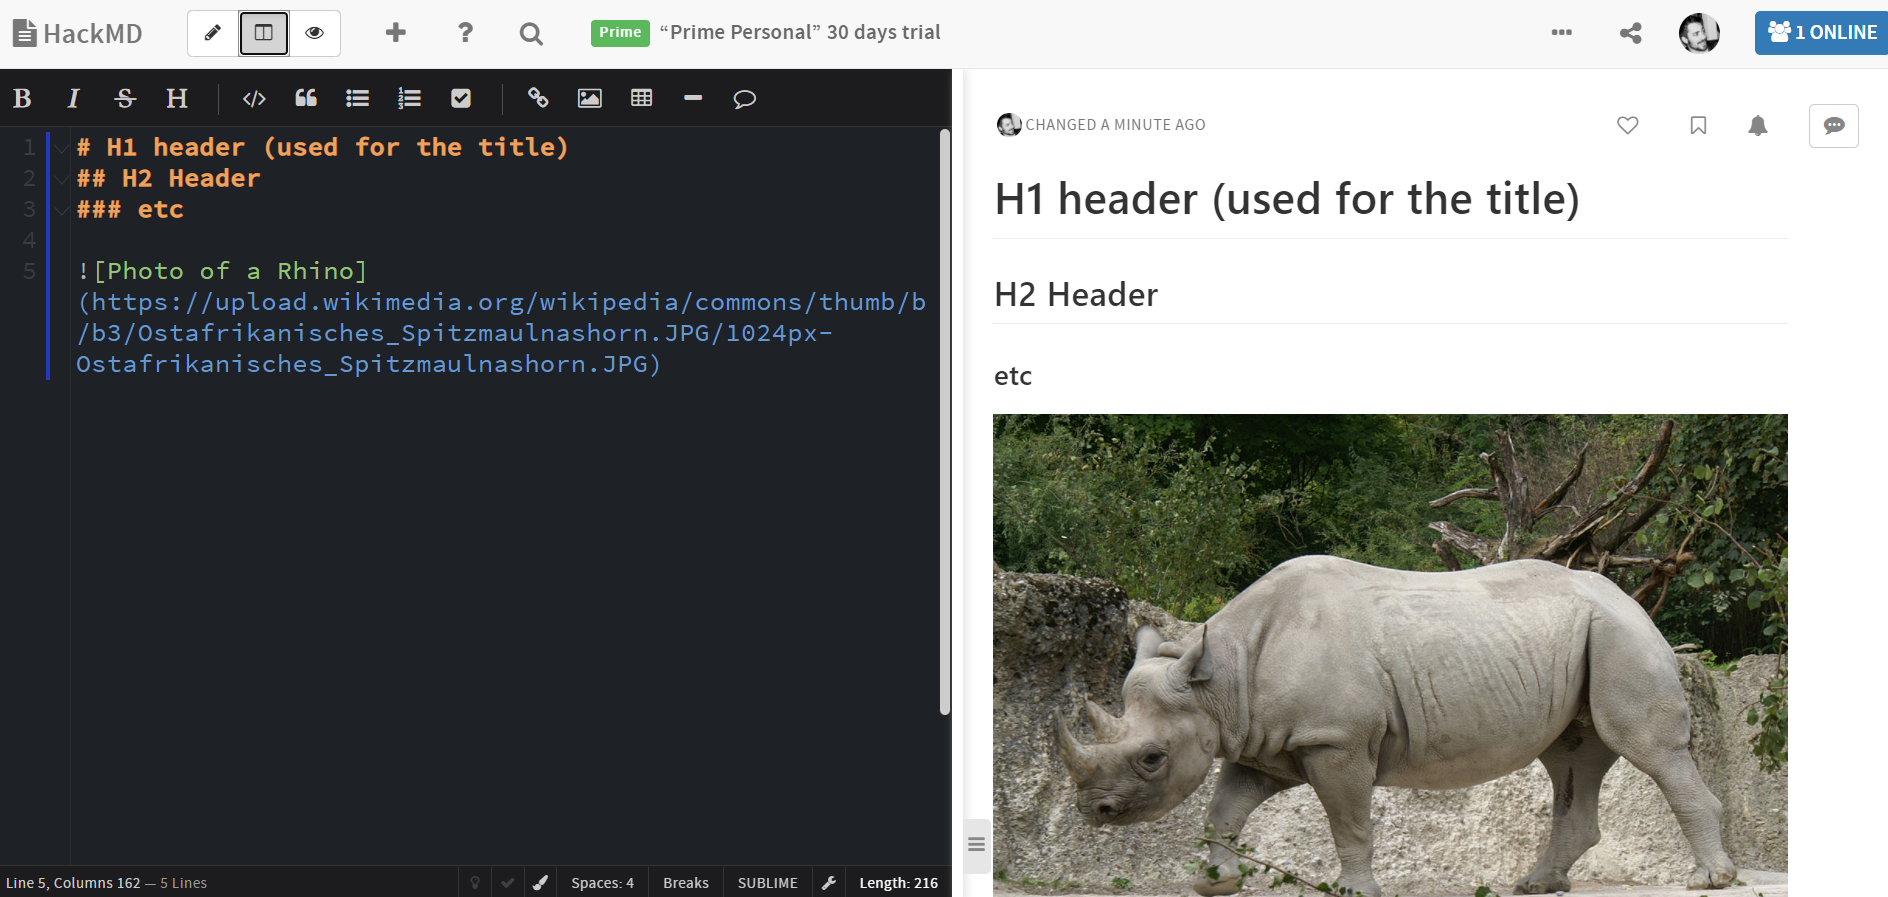 HackMD
Prime “Prime Personal” 30 days trial
1 ONLINE
B I S H
1 # H1 header (used for the title)
2 ## H2 Header
3 ### etc
4
5 ![Photo of a Rhino]
(https://upload.wikimedia.org/wikipedia/commons/thumb/b
/b3/Ostafrikanisches_Spitzmaulnashorn.JPG/1024px-
Ostafrikanisches_Spitzmaulnashorn.JPG)
Line 5, Columns 162 — 5 Lines
Spaces: 4
Breaks
SUBLIME
Length: 216
CHANGED A MINUTE AGO
H1 header (used for the title)
H2 Header
etc